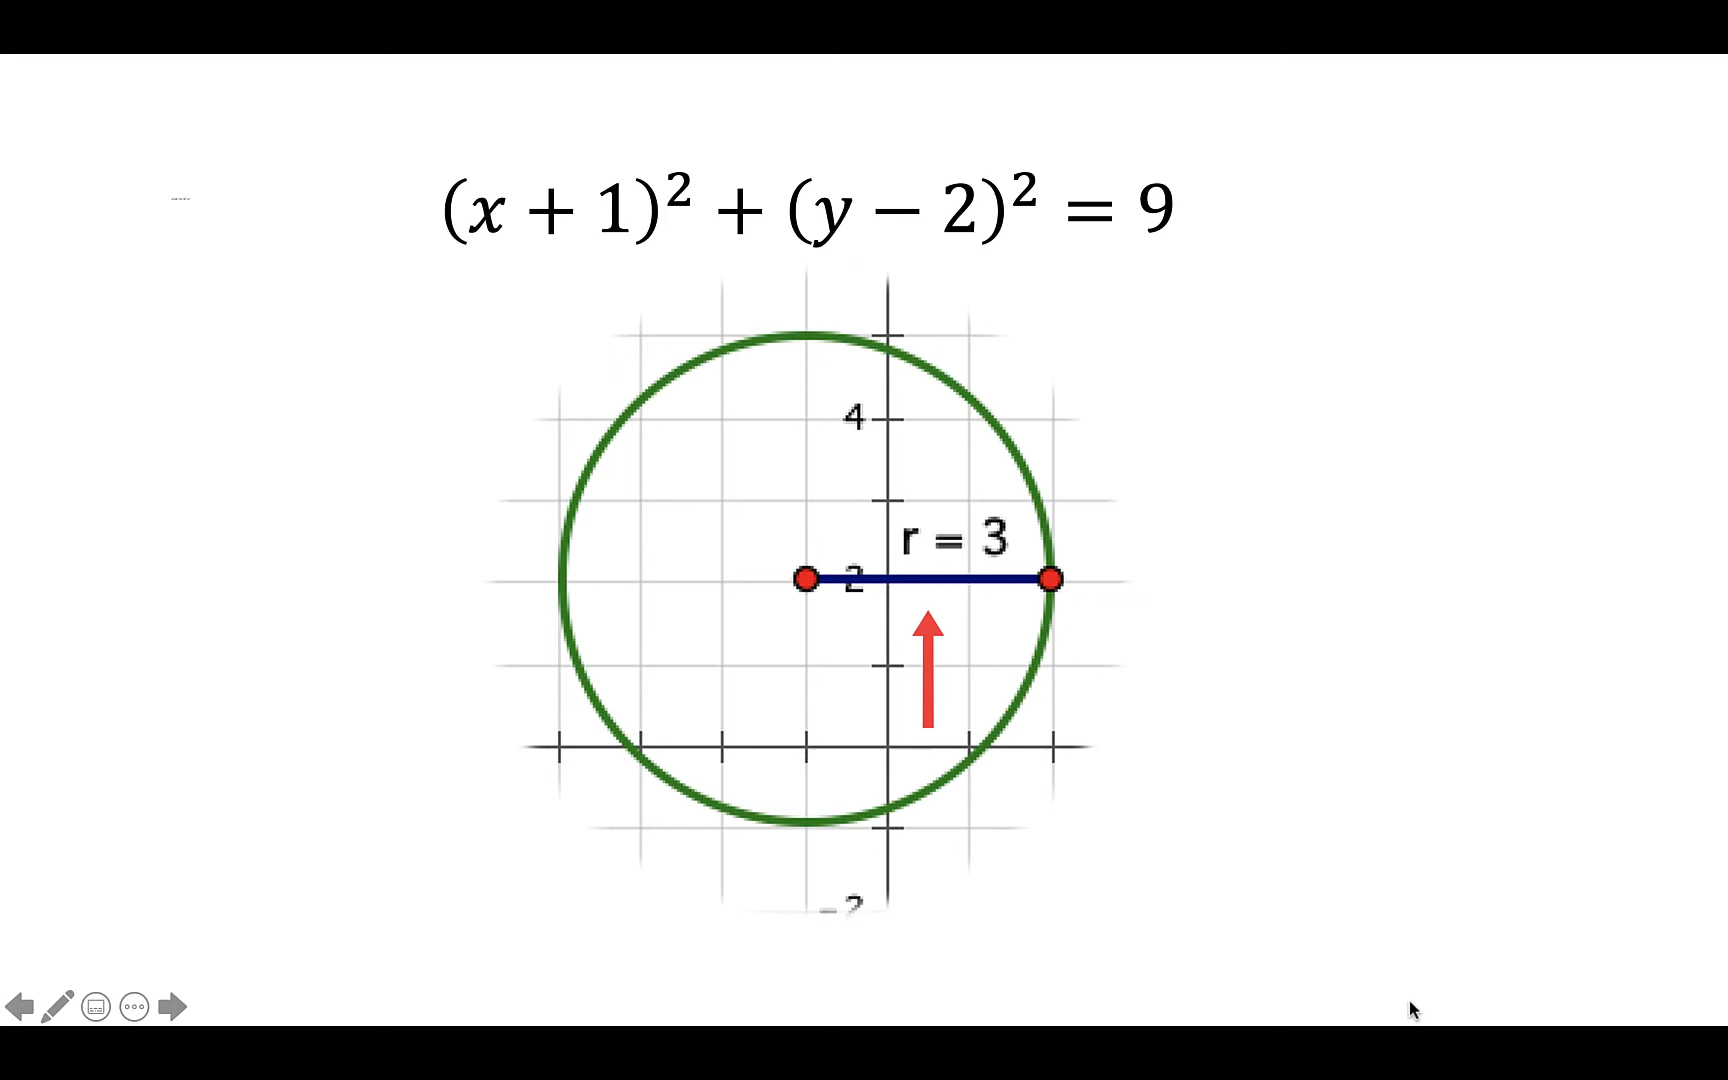 (x + 1)² + (y − 2)² = 9
4
r = 3
2
−2